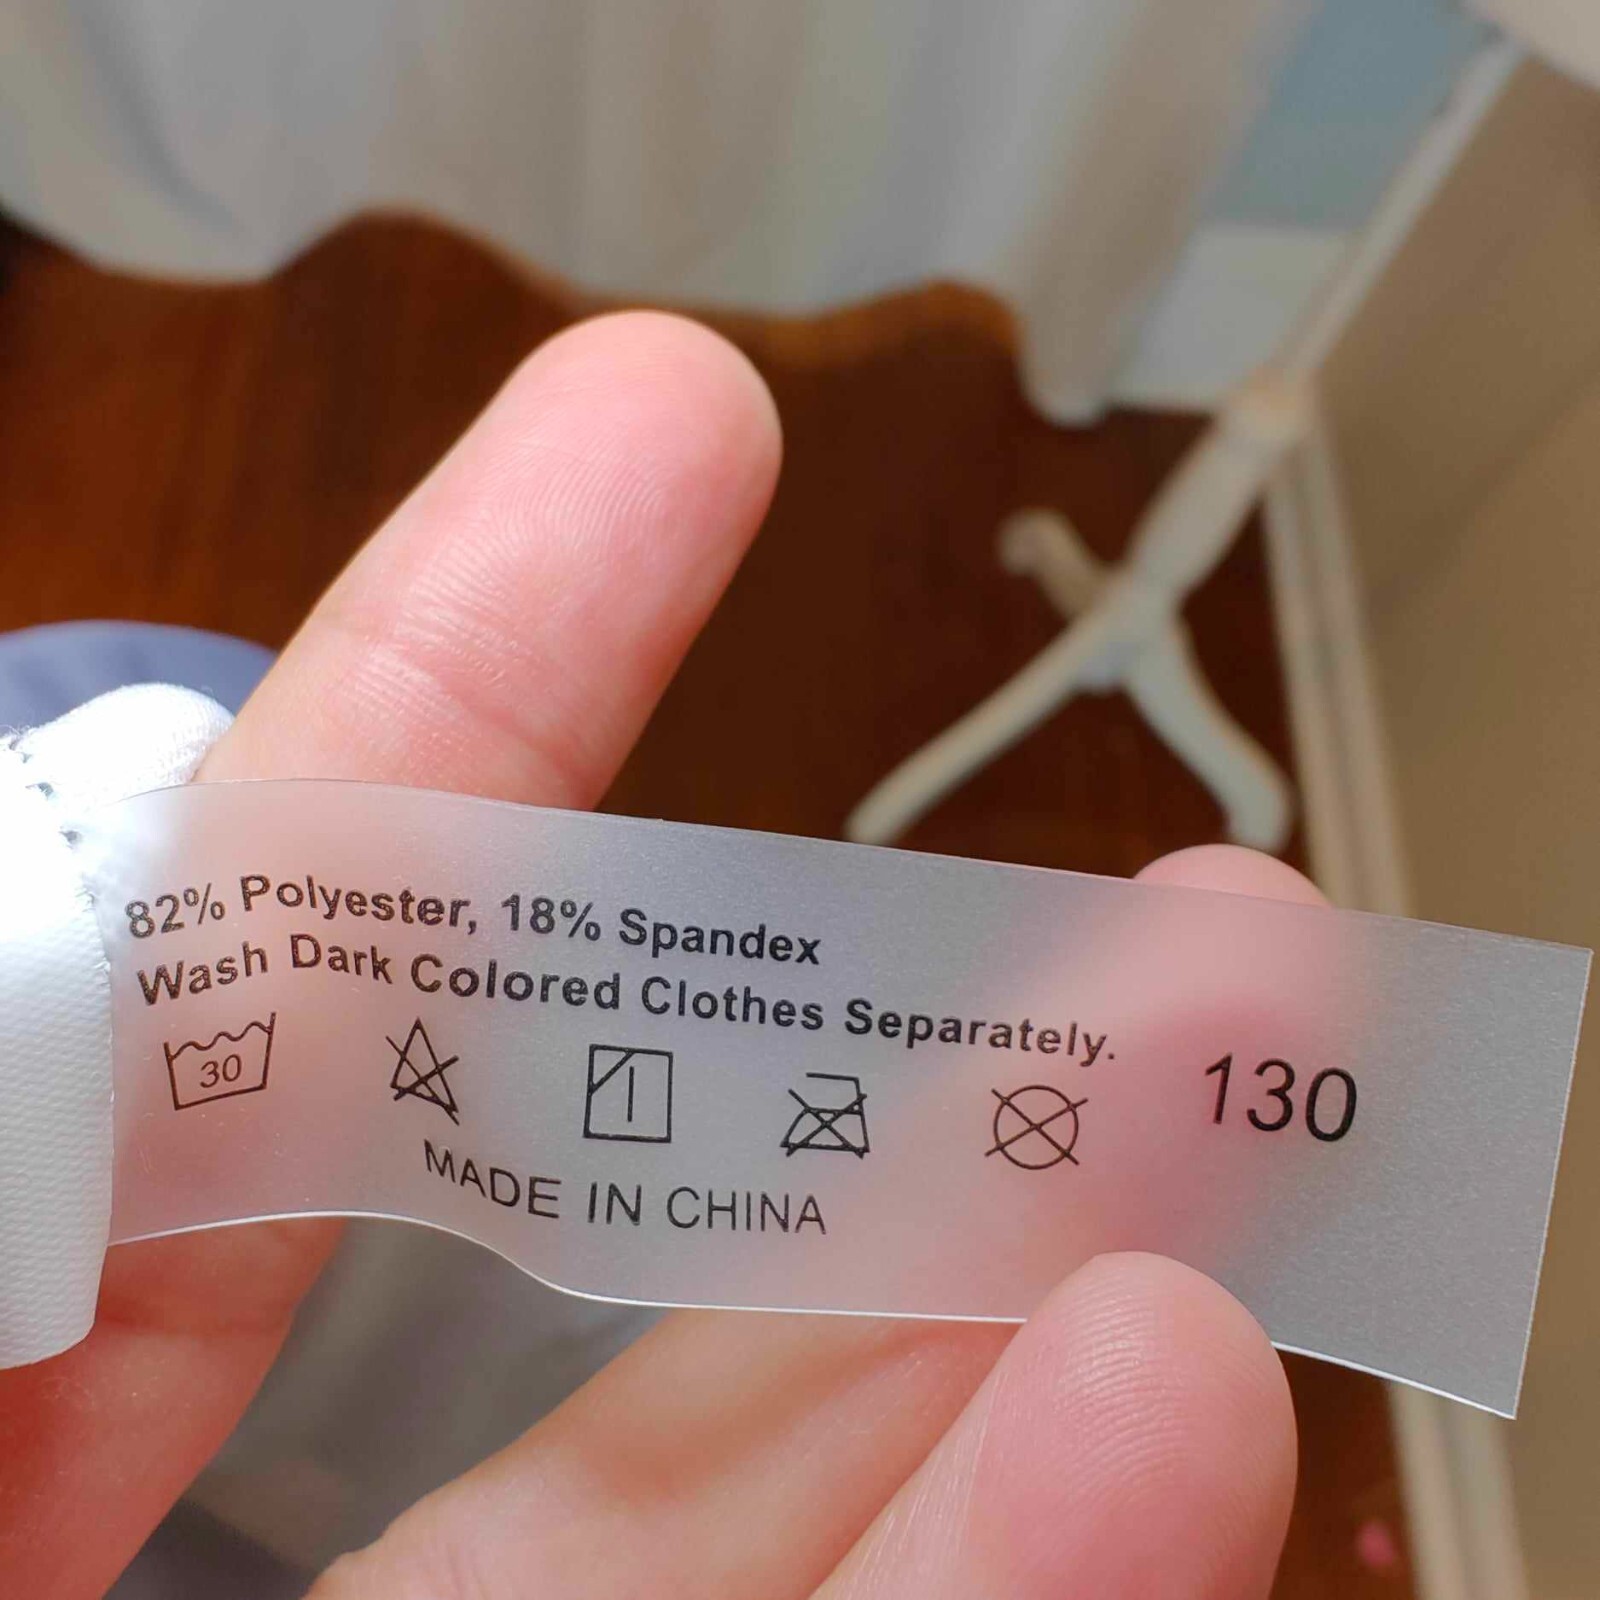 82% Polyester, 18% Spandex
Wash Dark Colored Clothes Separately.
30
130
MADE IN CHINA